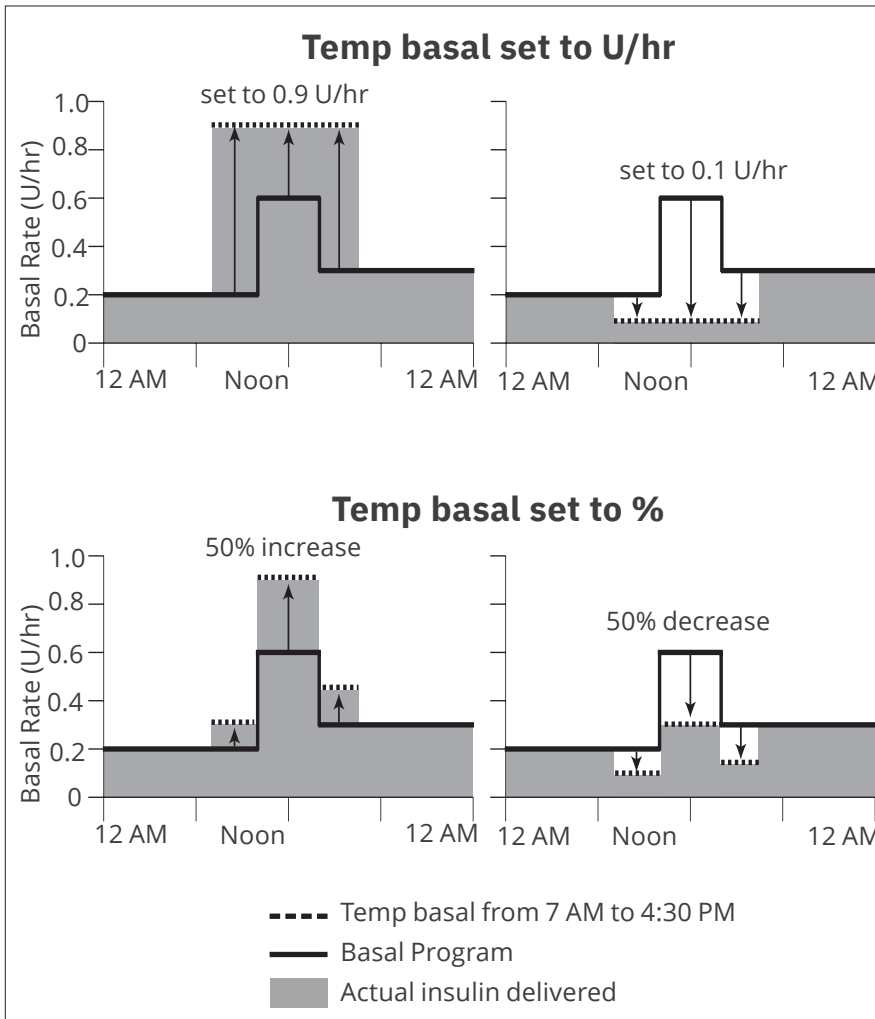 Temp basal set to U/hr
set to 0.9 U/hr
1.0
0.8
0.6
0.4
0.2
0
Basal Rate (U/hr)
12 AM Noon 12 AM
set to 0.1 U/hr
12 AM Noon 12 AM
Temp basal set to %
50% increase
1.0
0.8
0.6
0.4
0.2
0
Basal Rate (U/hr)
12 AM Noon 12 AM
50% decrease
12 AM Noon 12 AM
Temp basal from 7 AM to 4:30 PM
Basal Program
Actual insulin delivered